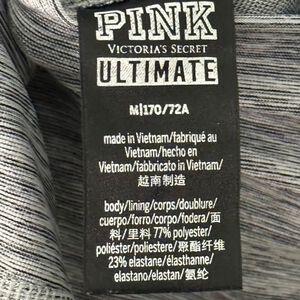 PINK
VICTORIA'S SECRET
ULTIMATE
M|170/72A
made in Vietnam/fabriqué au
Vietnam/hecho en
Vietnam/fabbricato in Vietnam/
越南制造
body/lining/corps/doublure/
cuerpo/forro/corpo/fodera/面
料/里料 77% polyester/
poliéster/poliestere/聚酯纤维
23% elastane/élasthanne/
elastano/elastan/氨纶